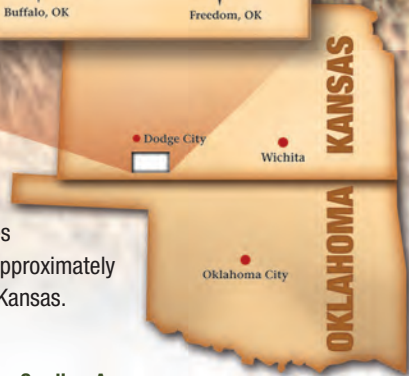 Buffalo, OK
Freedom, OK
KANSAS
Dodge City
Wichita
OKLAHOMA
Oklahoma City
pproximately
Kansas.